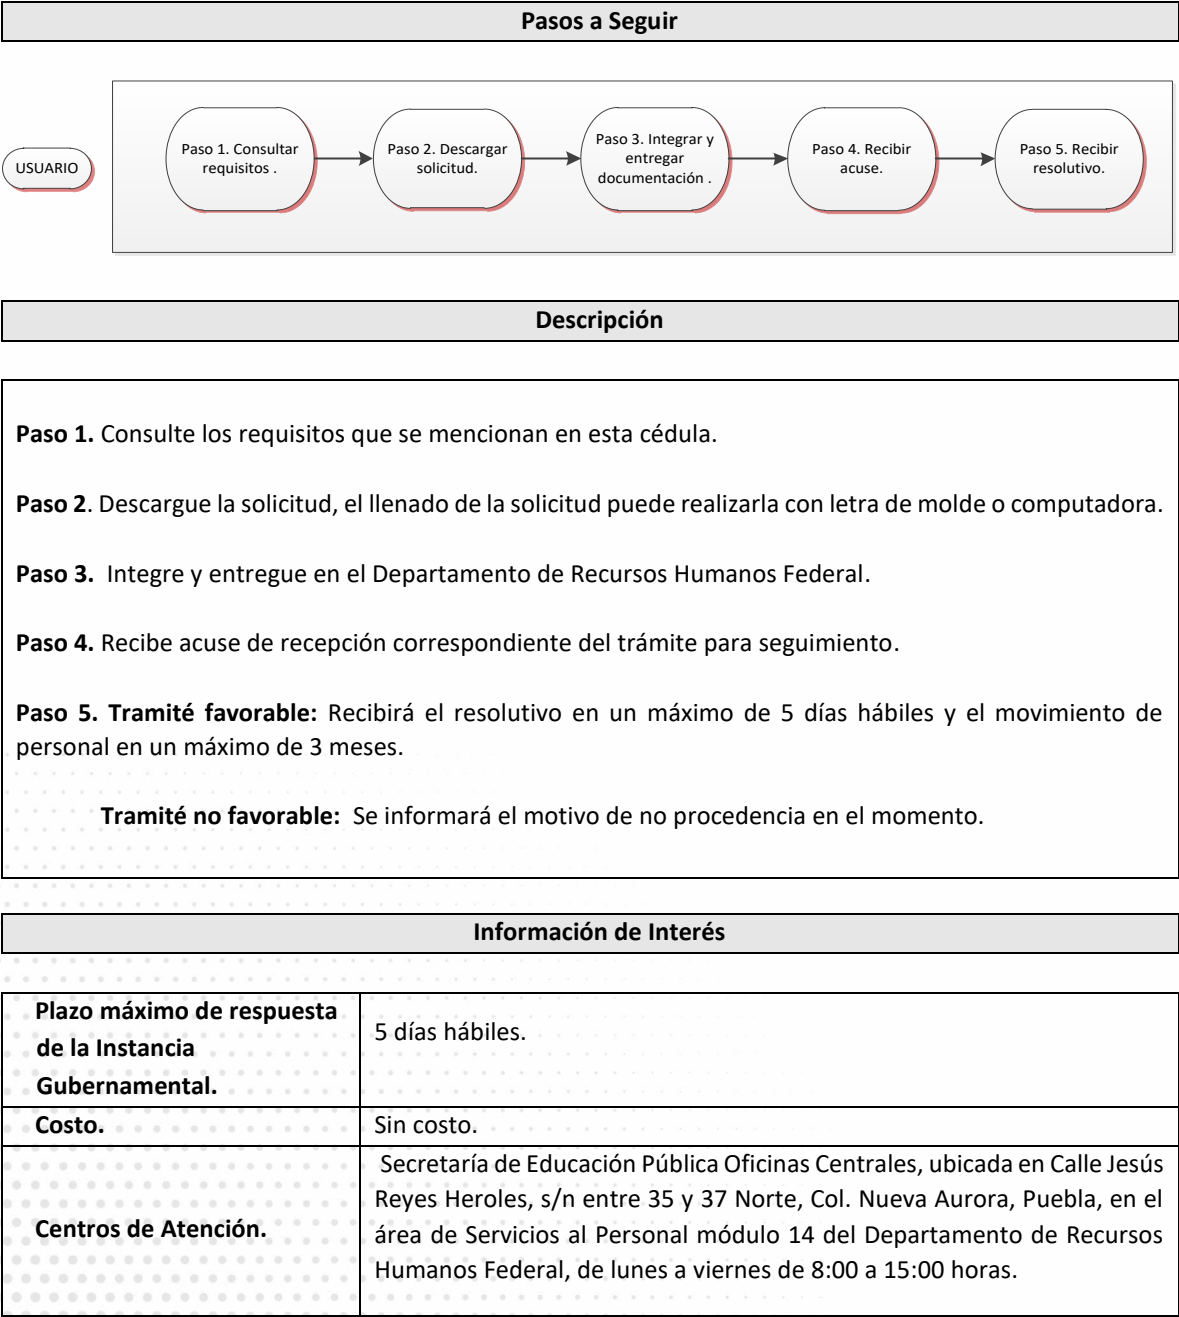 Pasos a Seguir
USUARIO
Paso 1. Consultar
requisitos .
Paso 2. Descargar
solicitud.
Paso 3. Integrar y
entregar
documentación .
Paso 4. Recibir
acuse.
Paso 5. Recibir
resolutivo.
Descripción
Paso 1. Consulte los requisitos que se mencionan en esta cédula.
Paso 2. Descargue la solicitud, el llenado de la solicitud puede realizarla con letra de molde o computadora.
Paso 3. Integre y entregue en el Departamento de Recursos Humanos Federal.
Paso 4. Recibe acuse de recepción correspondiente del trámite para seguimiento.
Paso 5. Tramité favorable: Recibirá el resolutivo en un máximo de 5 días hábiles y el movimiento de
personal en un máximo de 3 meses.
Tramité no favorable: Se informará el motivo de no procedencia en el momento.
Información de Interés
Plazo máximo de respuesta
de la Instancia
Gubernamental.
5 días hábiles.
Costo.
Sin costo.
Centros de Atención.
Secretaría de Educación Pública Oficinas Centrales, ubicada en Calle Jesús
Reyes Heroles, s/n entre 35 y 37 Norte, Col. Nueva Aurora, Puebla, en el
área de Servicios al Personal módulo 14 del Departamento de Recursos
Humanos Federal, de lunes a viernes de 8:00 a 15:00 horas.